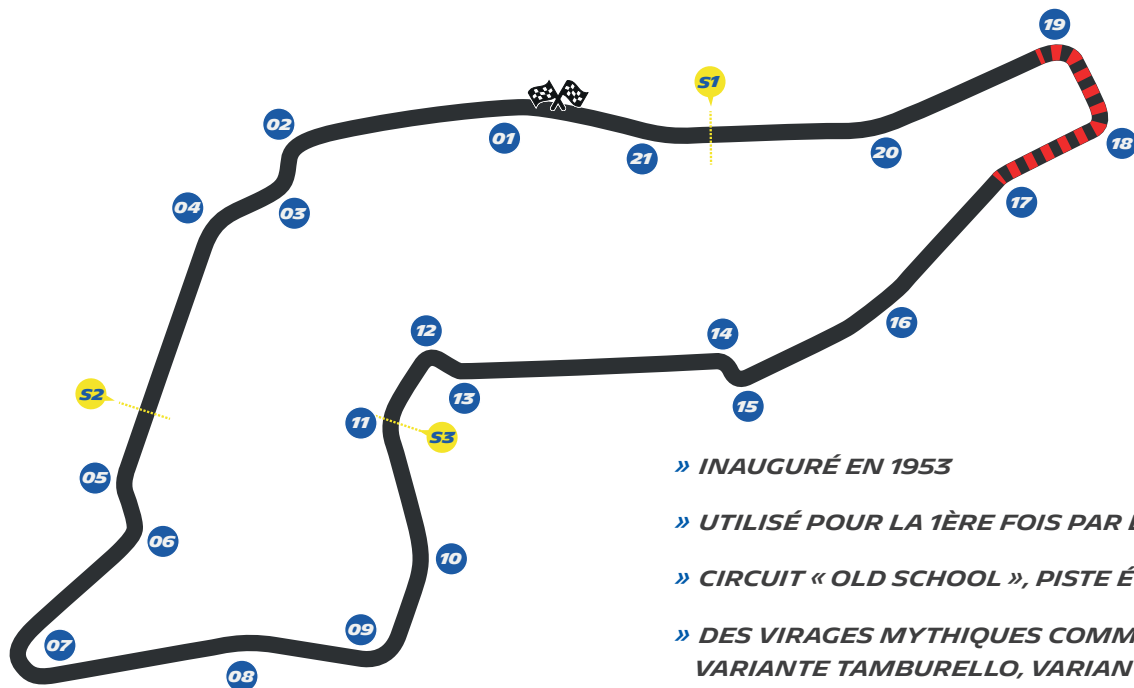 19
S1
02
01
21
20
18
04
03
17
12
14
16
S2
13
15
11
S3
05
» INAUGURÉ EN 1953
» UTILISÉ POUR LA 1ÈRE FOIS PAR
06
10
» CIRCUIT « OLD SCHOOL », PISTE
07
09
» DES VIRAGES MYTHIQUES
08
VARIANTE TAMBURELLO,